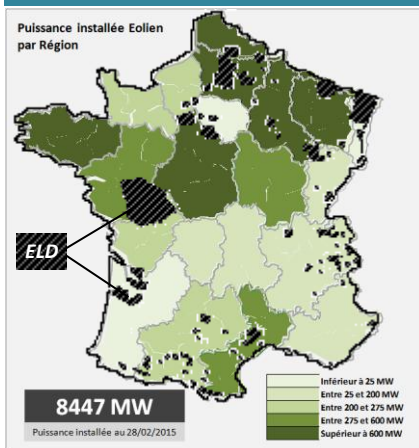 Puissance installée Eolien
par Région
ELD
8447 MW
Puissance installée au 28/02/2015
Inférieur à 25 MW
Entre 25 et 200 MW
Entre 200 et 275 MW
Entre 275 et 600 MW
Supérieur à 600 MW